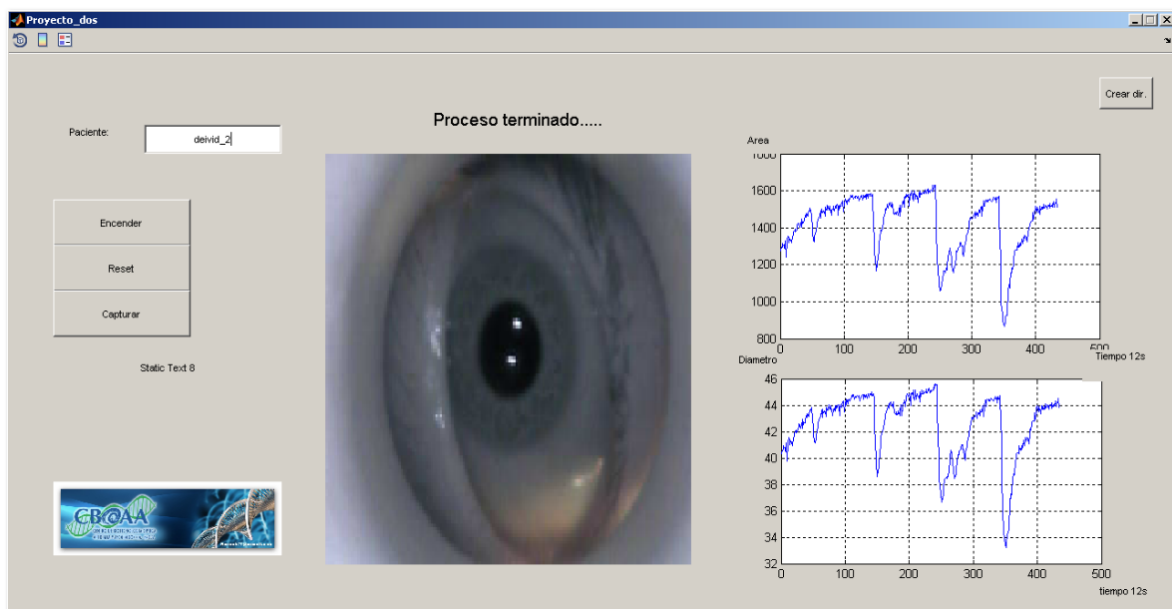 Proyecto_dos
Crear dir.
Proceso terminado.....
Paciente:
deivid_2
Encender
Reset
Capturar
Static Text 8
CB@AA
Area
1800
1600
1400
1200
1000
800
0 100 200 300 400 500
Tiempo 12s
Diametro
46
44
42
40
38
36
34
32
0 100 200 300 400 500
tiempo 12s